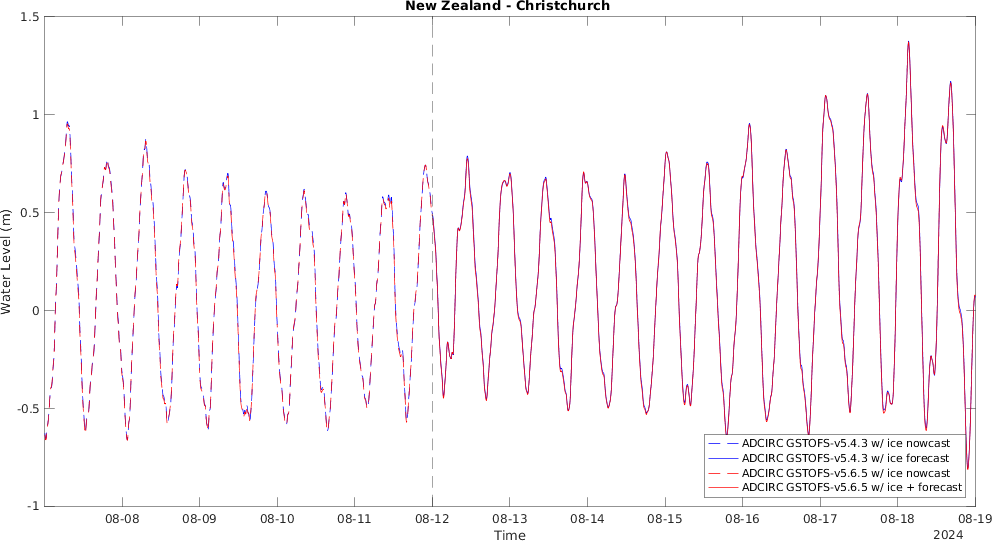 New Zealand - Christchurch
1.5
1
0.5
0
-0.5
-1
Water Level (m)
08-08
08-09
08-10
08-11
08-12
08-13
08-14
08-15
08-16
08-17
08-18
08-19
Time
2024
ADCIRC GSTOFS-v5.4.3 w/ ice nowcast
ADCIRC GSTOFS-v5.4.3 w/ ice forecast
ADCIRC GSTOFS-v5.6.5 w/ ice nowcast
ADCIRC GSTOFS-v5.6.5 w/ ice + forecast